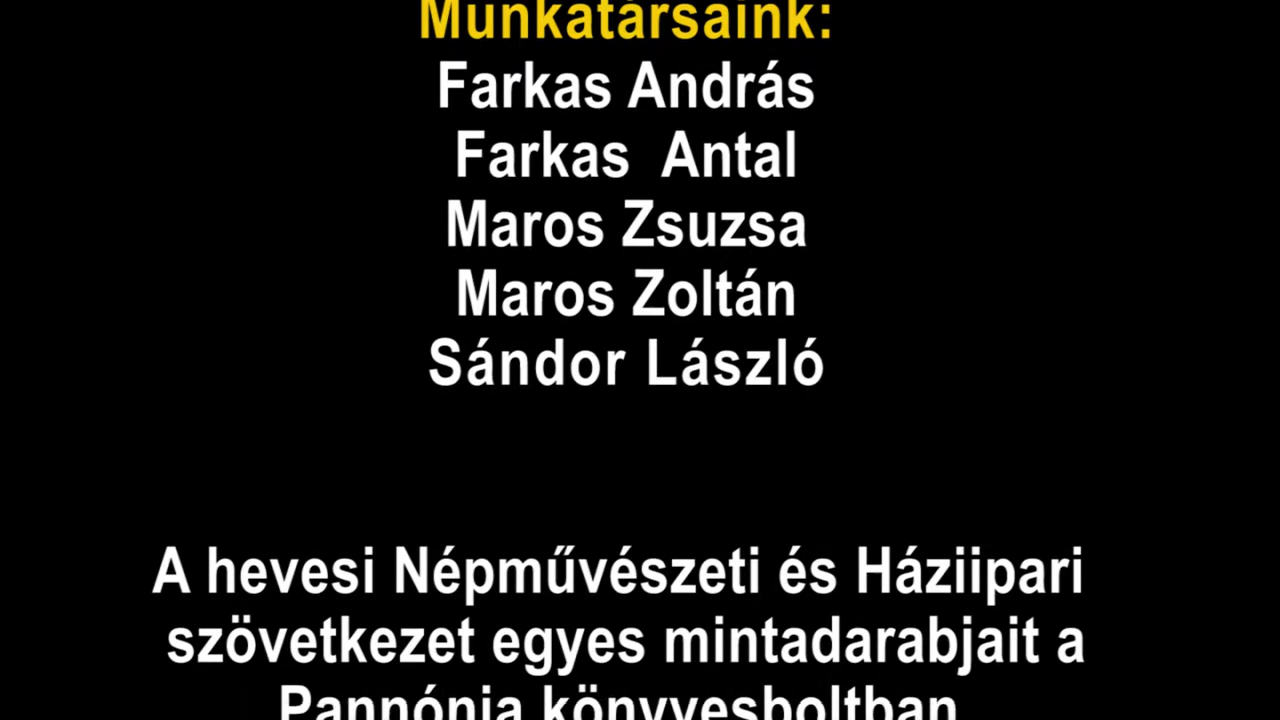 Munkatársaink:
Farkas András
Farkas Antal
Maros Zsuzsa
Maros Zoltán
Sándor László
A hevesi Népművészeti és Háziipari
szövetkezet egyes mintadarabjait a
Pannónia könyvesboltban